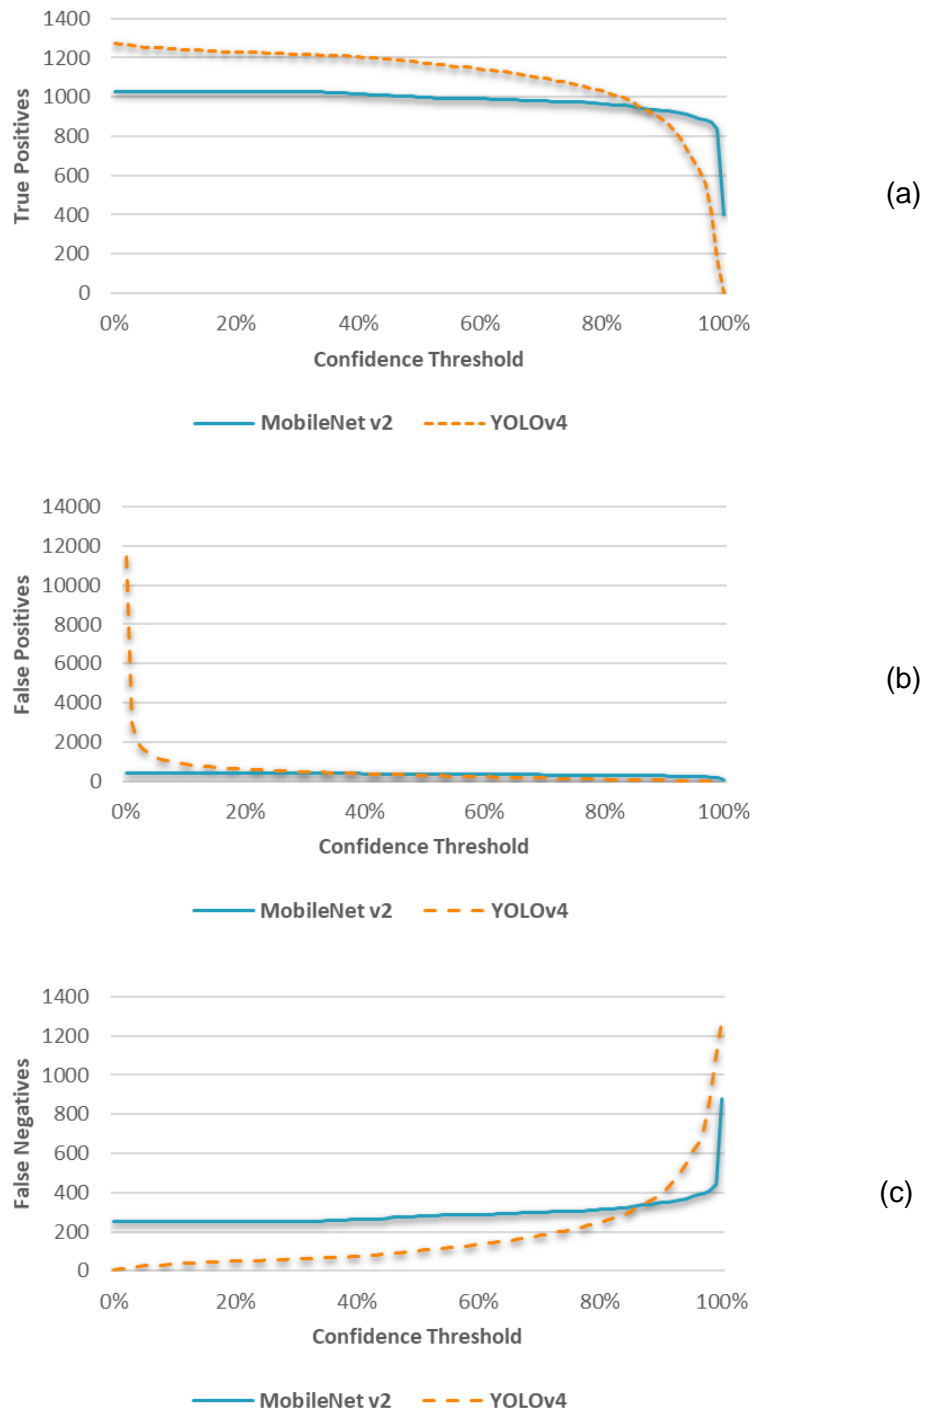 1400
1200
1000
800
600
400
200
0
True Positives
0% 20% 40% 60% 80% 100%
Confidence Threshold
MobileNet v2 YOLOv4
(a)
14000
12000
10000
8000
6000
4000
2000
0
False Positives
0% 20% 40% 60% 80% 100%
Confidence Threshold
MobileNet v2 YOLOv4
(b)
1400
1200
1000
800
600
400
200
0
False Negatives
0% 20% 40% 60% 80% 100%
Confidence Threshold
MobileNet v2 YOLOv4
(c)